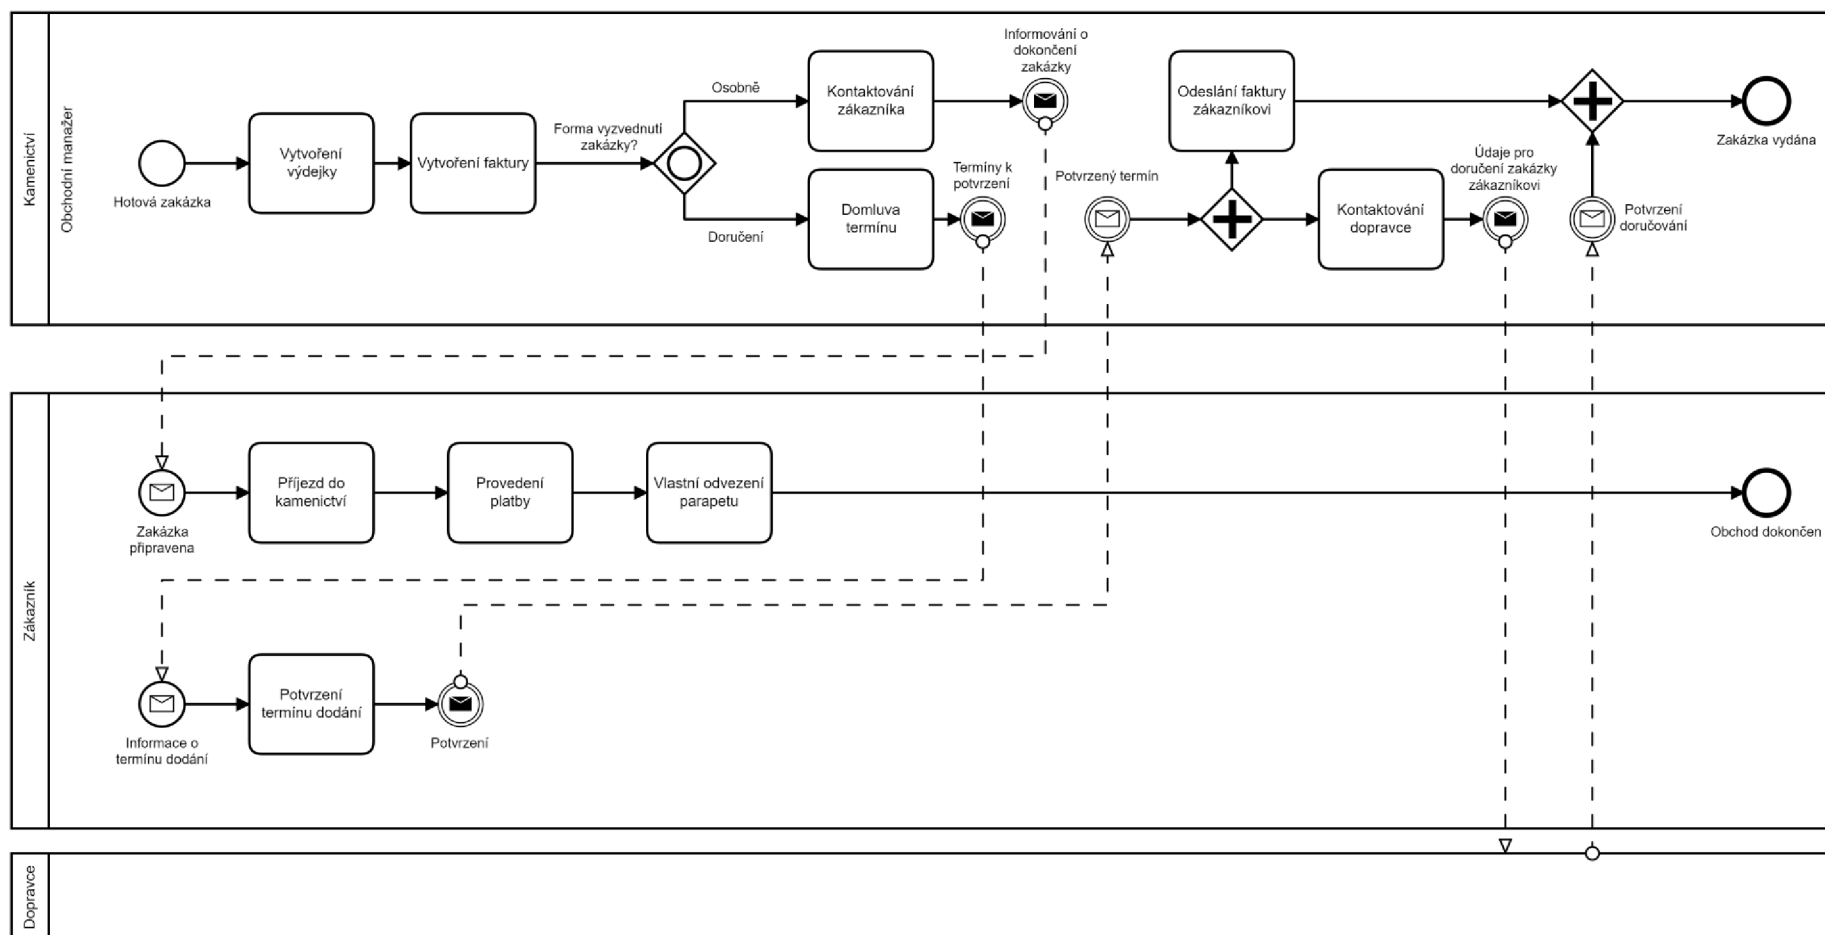 Kamenictví
Obchodní manažer
Hotová zakázka
Vytvoření
výdejky
Vytvoření faktury
Forma vyzvednutí
zakázky?
Osobně
Doručení
Kontaktování
zákazníka
Informování o
dokončení
zakázky
Domluva
termínu
Termíny k
potvrzení
Potvrzený termín
Odeslání faktury
zákazníkovi
Kontaktování
dopravce
Údaje pro
doručení zakázky
zákazníkovi
Potvrzení
doručování
Zakázka vydána
Zákazník
Zakázka
připravena
Příjezd do
kamenictví
Provedení
platby
Vlastní odvezení
parapetu
Obchod dokončen
Informace o
termínu dodání
Potvrzení
termínu dodání
Potvrzení
Dopravce